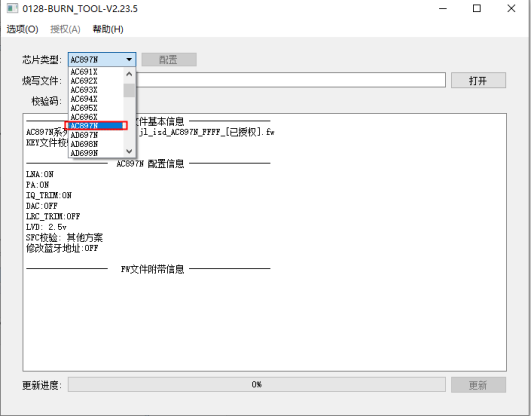 0128-BURN_TOOL-V2.23.5
选项(O) 授权(A) 帮助(H)
芯片类型: AC897N 配置
AC691X
AC692X
AC693X
AC694X
AC695X
AC696X
AC897N
AD697N
AD698N
AD699N
烧写文件: 打开
校验码:
文件基本信息
AC897N系 jl_isd_AC897N_FFFF_[已授权].fw
KEY文件校
AC897N 配置信息
LNA:ON
PA:ON
IQ_TRIM:ON
DAC:OFF
LRC_TRIM:OFF
LVD: 2.5v
SFC校验: 其他方案
修改蓝牙地址:OFF
FW文件附带信息
更新进度: 0% 更新